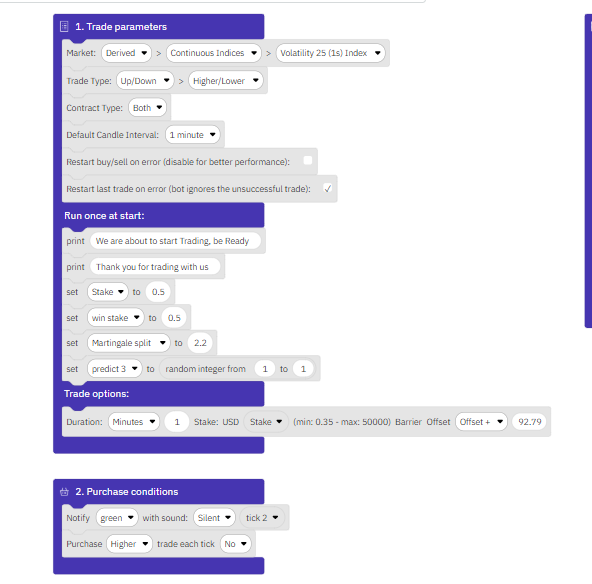 1. Trade parameters
Market: Derived > Continuous Indices > Volatility 25 (1s) Index
Trade Type: Up/Down > Higher/Lower
Contract Type: Both
Default Candle Interval: 1 minute
Restart buy/sell on error (disable for better performance):
Restart last trade on error (bot ignores the unsuccessful trade): ✓
Run once at start:
print We are about to start Trading, be Ready
print Thank you for trading with us
set Stake to 0.5
set win stake to 0.5
set Martingale split to 2.2
set predict 3 to random integer from 1 to 1
Trade options:
Duration: Minutes 1 Stake: USD Stake (min: 0.35 - max: 50000) Barrier Offset Offset + 92.79
2. Purchase conditions
Notify green with sound: Silent tick 2
Purchase Higher trade each tick No